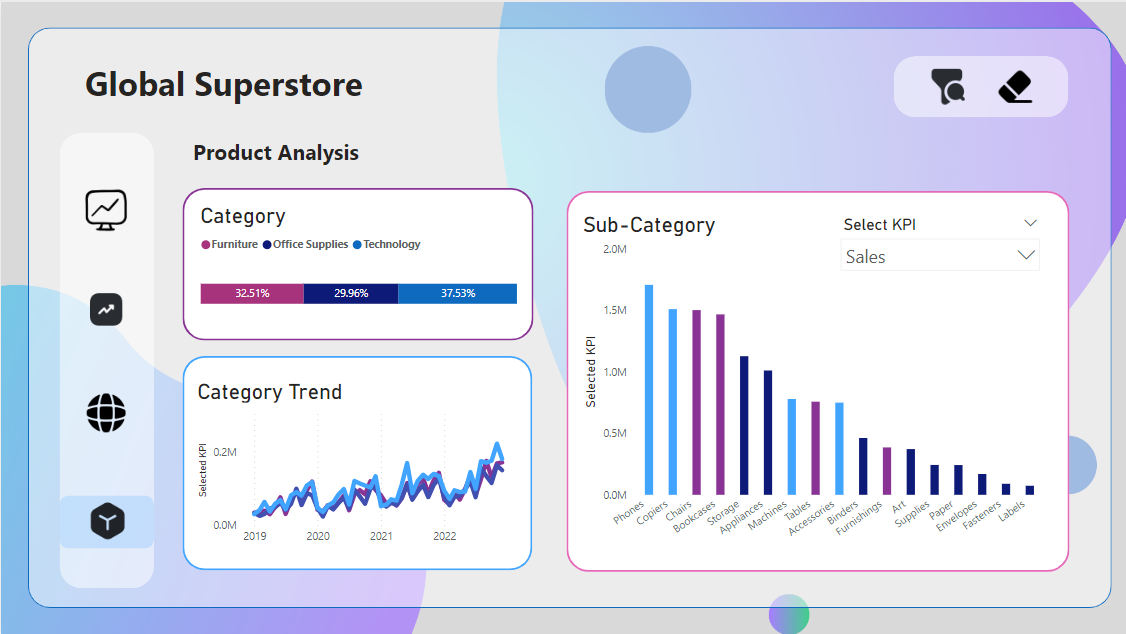 Global Superstore
Product Analysis
Category
Furniture Office Supplies Technology
32.51% 29.96% 37.53%
Category Trend
Selected KPI
0.2M
0.0M
2019 2020 2021 2022
Sub-Category
Select KPI
Sales
Selected KPI
2.0M
1.5M
1.0M
0.5M
0.0M
Phones Copiers Chairs Bookcases Storage Appliances Machines Tables Accessories Binders Furnishings Art Supplies Paper Envelopes Fasteners Labels